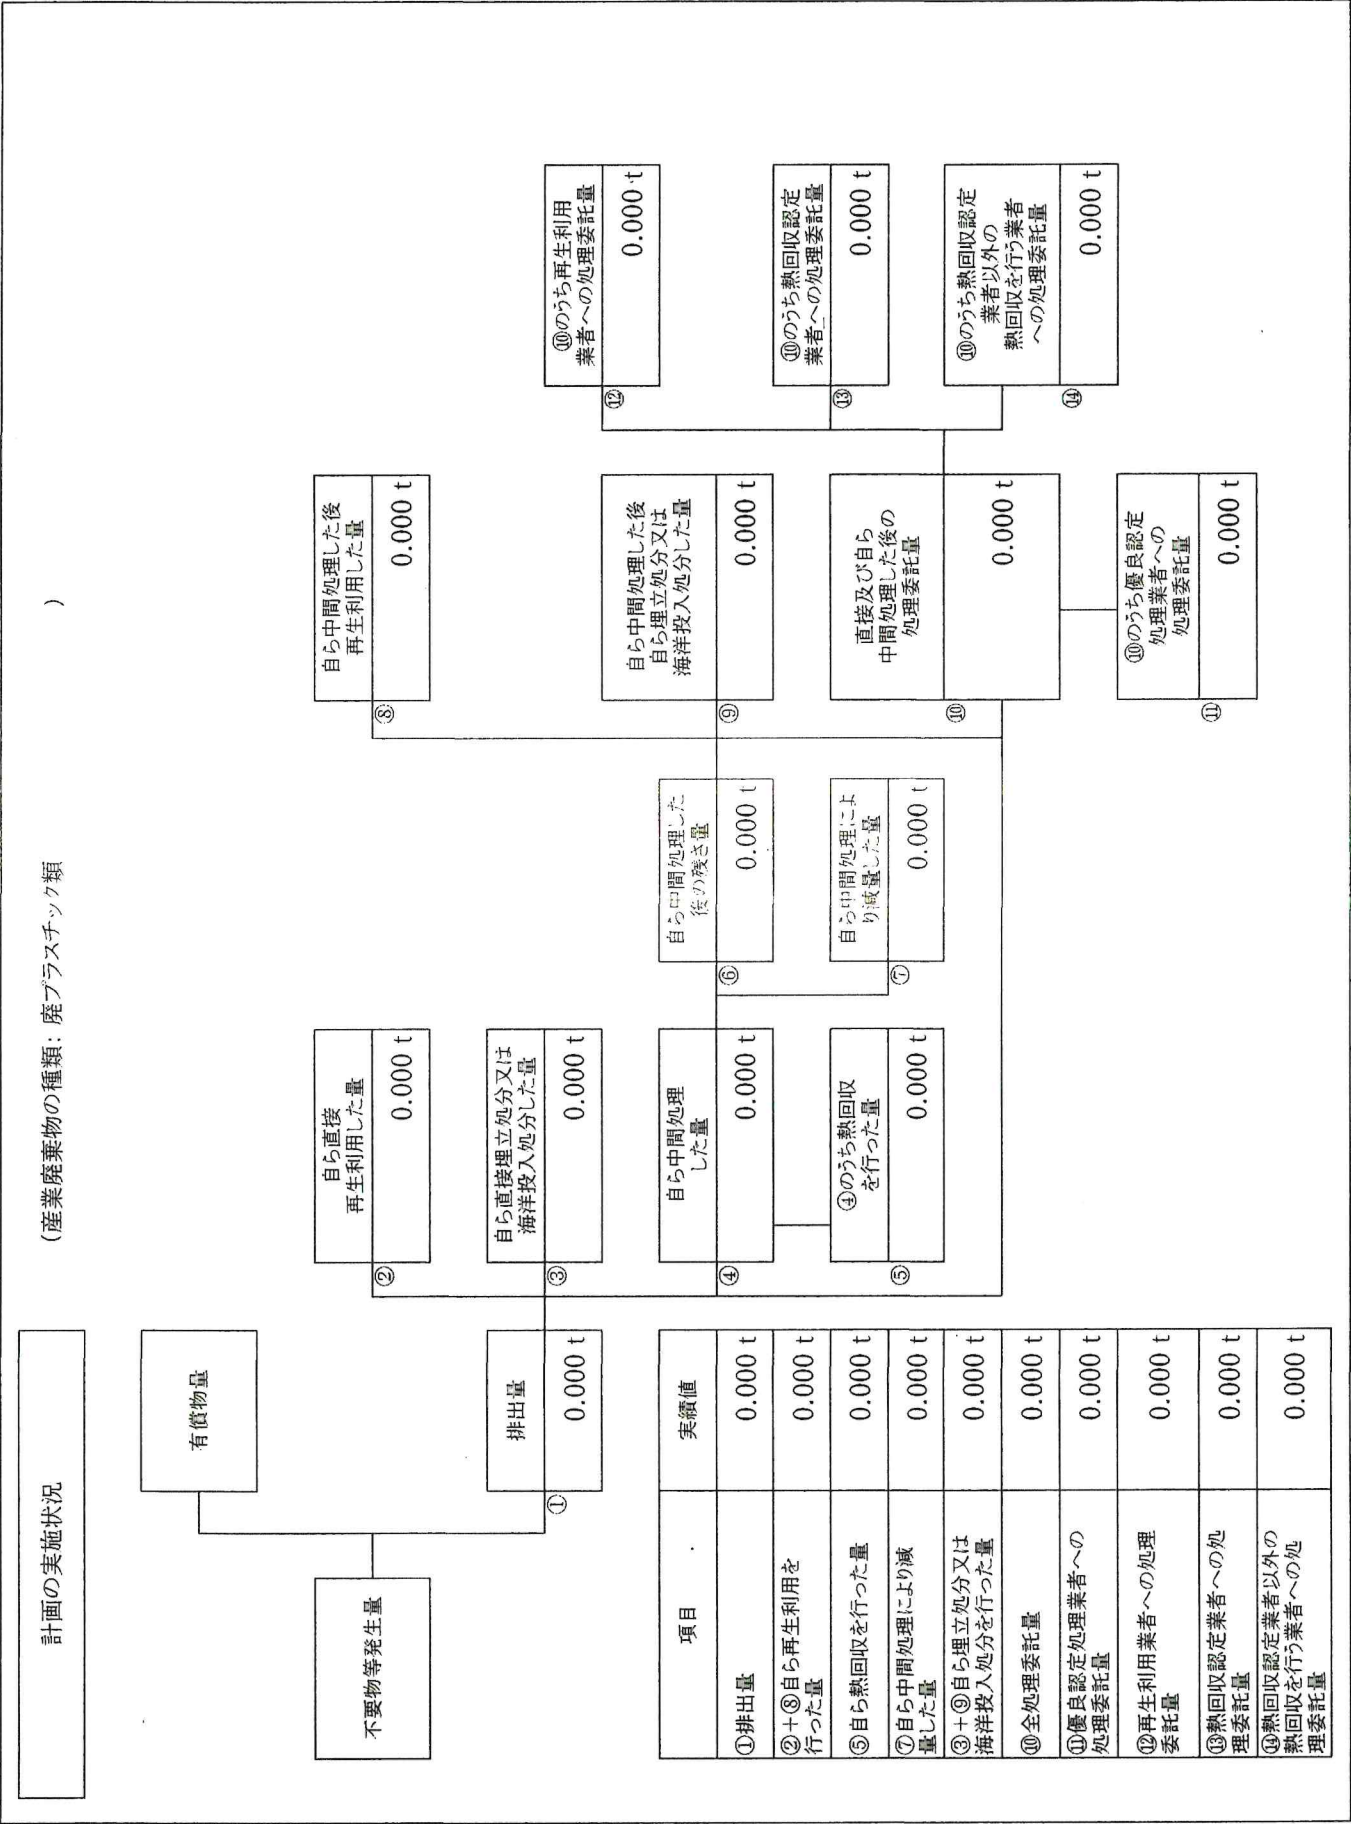 計画の実施状況
(産業廃棄物の種類: 廃プラスチック類 )
有償物量
不要物等発生量
排出量
①
0.000 t
自ら直接
再生利用した量
②
0.000 t
自ら直接埋立処分又は
海洋投入処分した量
③
0.000 t
自ら中間処理
した量
④
0.000 t
④のうち熱回収
を行った量
⑤
0.000 t
自ら中間処理した
後の残さ量
⑥
0.000 t
自ら中間処理によ
り減量した量
⑦
0.000 t
自ら中間処理した後
再生利用した量
⑧
0.000 t
自ら中間処理した後
自ら埋立処分又は
海洋投入処分した量
⑨
0.000 t
直接及び自ら
中間処理した後の
処理委託量
⑩
0.000 t
⑩のうち優良認定
処理業者への
処理委託量
⑪
0.000 t
⑩のうち再生利用
業者への処理委託量
⑫
0.000 t
⑩のうち熱回収認定
業者への処理委託量
⑬
0.000 t
⑩のうち熱回収認定
業者以外の
熱回収を行う業者
への処理委託量
⑭
0.000 t
項目 実績値
①排出量 0.000 t
②+⑧自ら再生利用を
行った量 0.000 t
⑤自ら熱回収を行った量 0.000 t
⑦自ら中間処理により減
量した量 0.000 t
③+⑨自ら埋立処分又は
海洋投入処分を行った量 0.000 t
⑩全処理委託量 0.000 t
⑪優良認定処理業者への
処理委託量 0.000 t
⑫再生利用業者への処理
委託量 0.000 t
⑬熱回収認定業者への処
理委託量 0.000 t
⑭熱回収認定業者以外の
熱回収を行う業者への処
理委託量 0.000 t